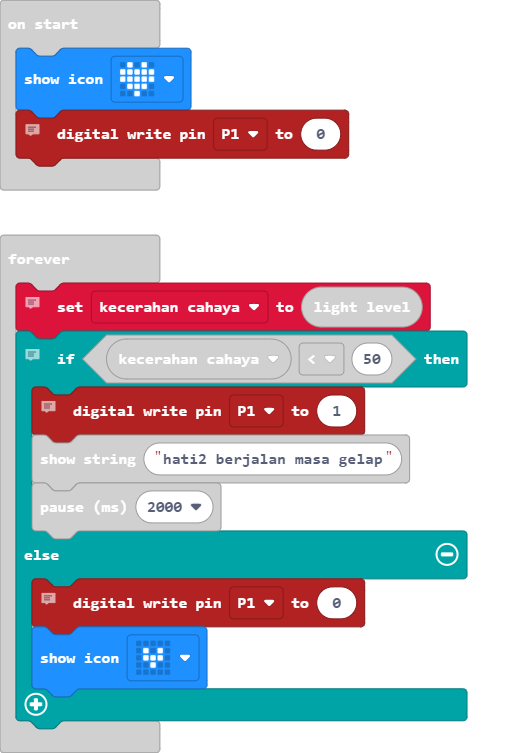 on start
show icon
digital write pin P1 to 0
forever
set kecerahan cahaya to light level
if kecerahan cahaya < 50 then
digital write pin P1 to 1
show string "hati2 berjalan masa gelap"
pause (ms) 2000
else
digital write pin P1 to 0
show icon